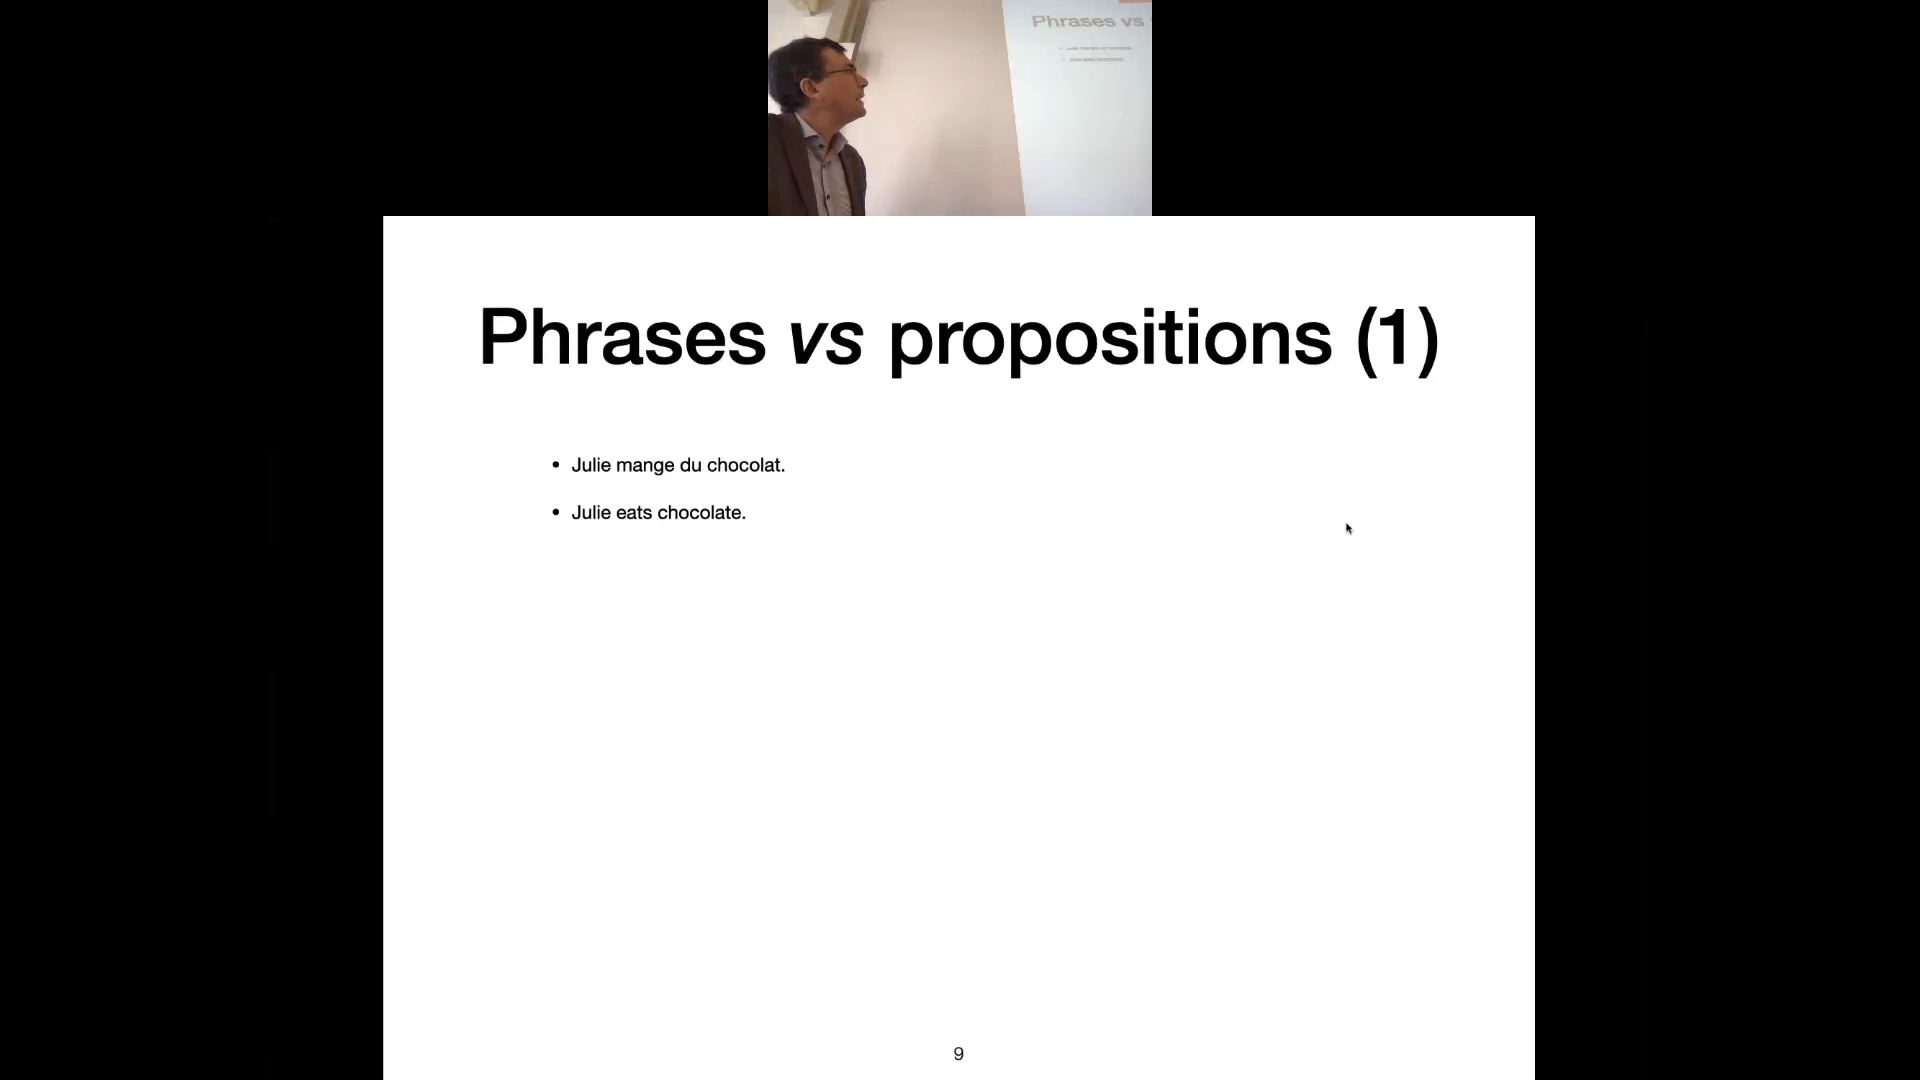 Phrases vs
Phrases vs propositions (1)
• Julie mange du chocolat.
• Julie eats chocolate.
9